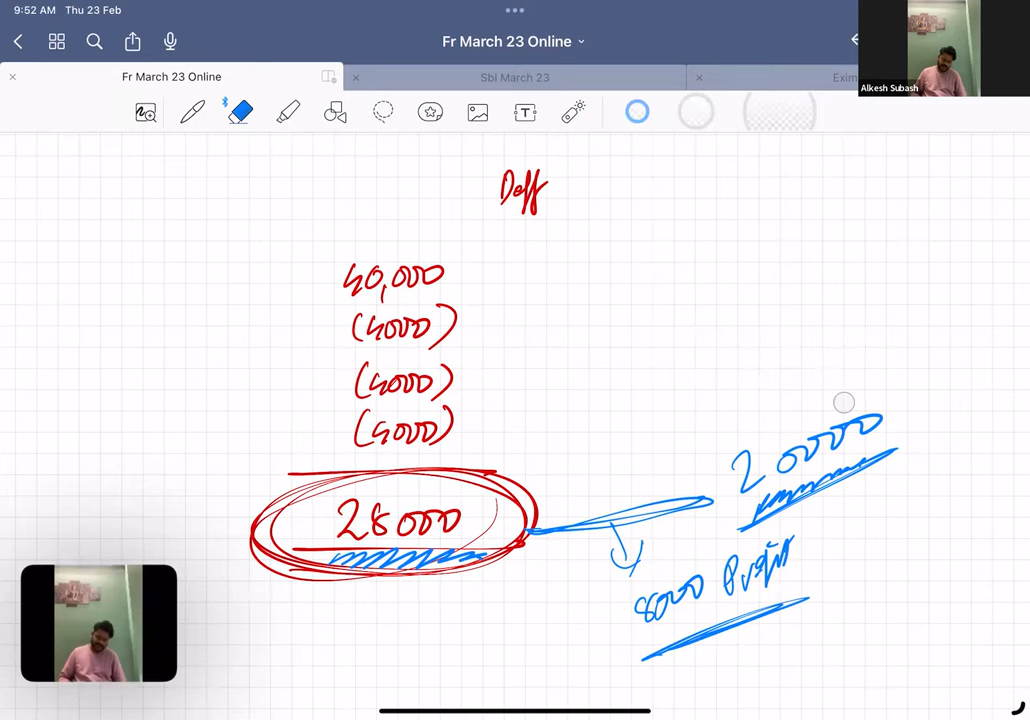 9:52 AM Thu 23 Feb
Fr March 23 Online
Alkesh Subash
Fr March 23 Online
Sbl March 23
Exim
T
Deff
40,000
(4000)
(4000)
(4000)
28000
20000
8000 Profit